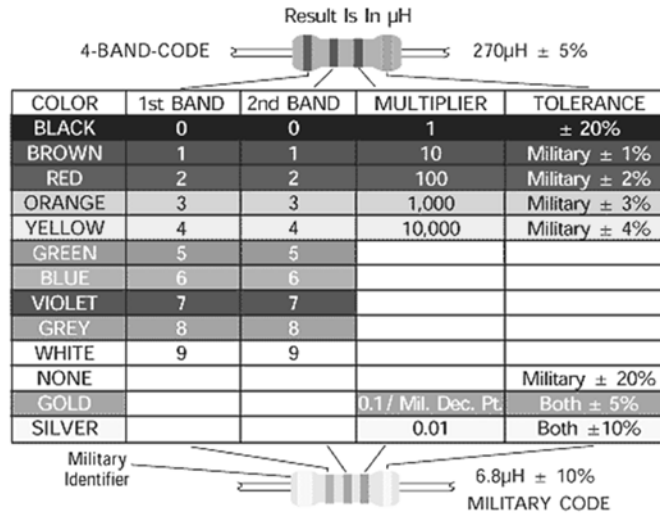 Result Is In µH
4-BAND-CODE 270µH ± 5%
COLOR 1st BAND 2nd BAND MULTIPLIER TOLERANCE
BLACK 0 0 1 ± 20%
BROWN 1 1 10 Military ± 1%
RED 2 2 100 Military ± 2%
ORANGE 3 3 1,000 Military ± 3%
YELLOW 4 4 10,000 Military ± 4%
GREEN 5 5
BLUE 6 6
VIOLET 7 7
GREY 8 8
WHITE 9 9
NONE Military ± 20%
GOLD 0.1/ Mil. Dec. Pt. Both ± 5%
SILVER 0.01 Both ±10%
Military
Identifier
6.8µH ± 10%
MILITARY CODE